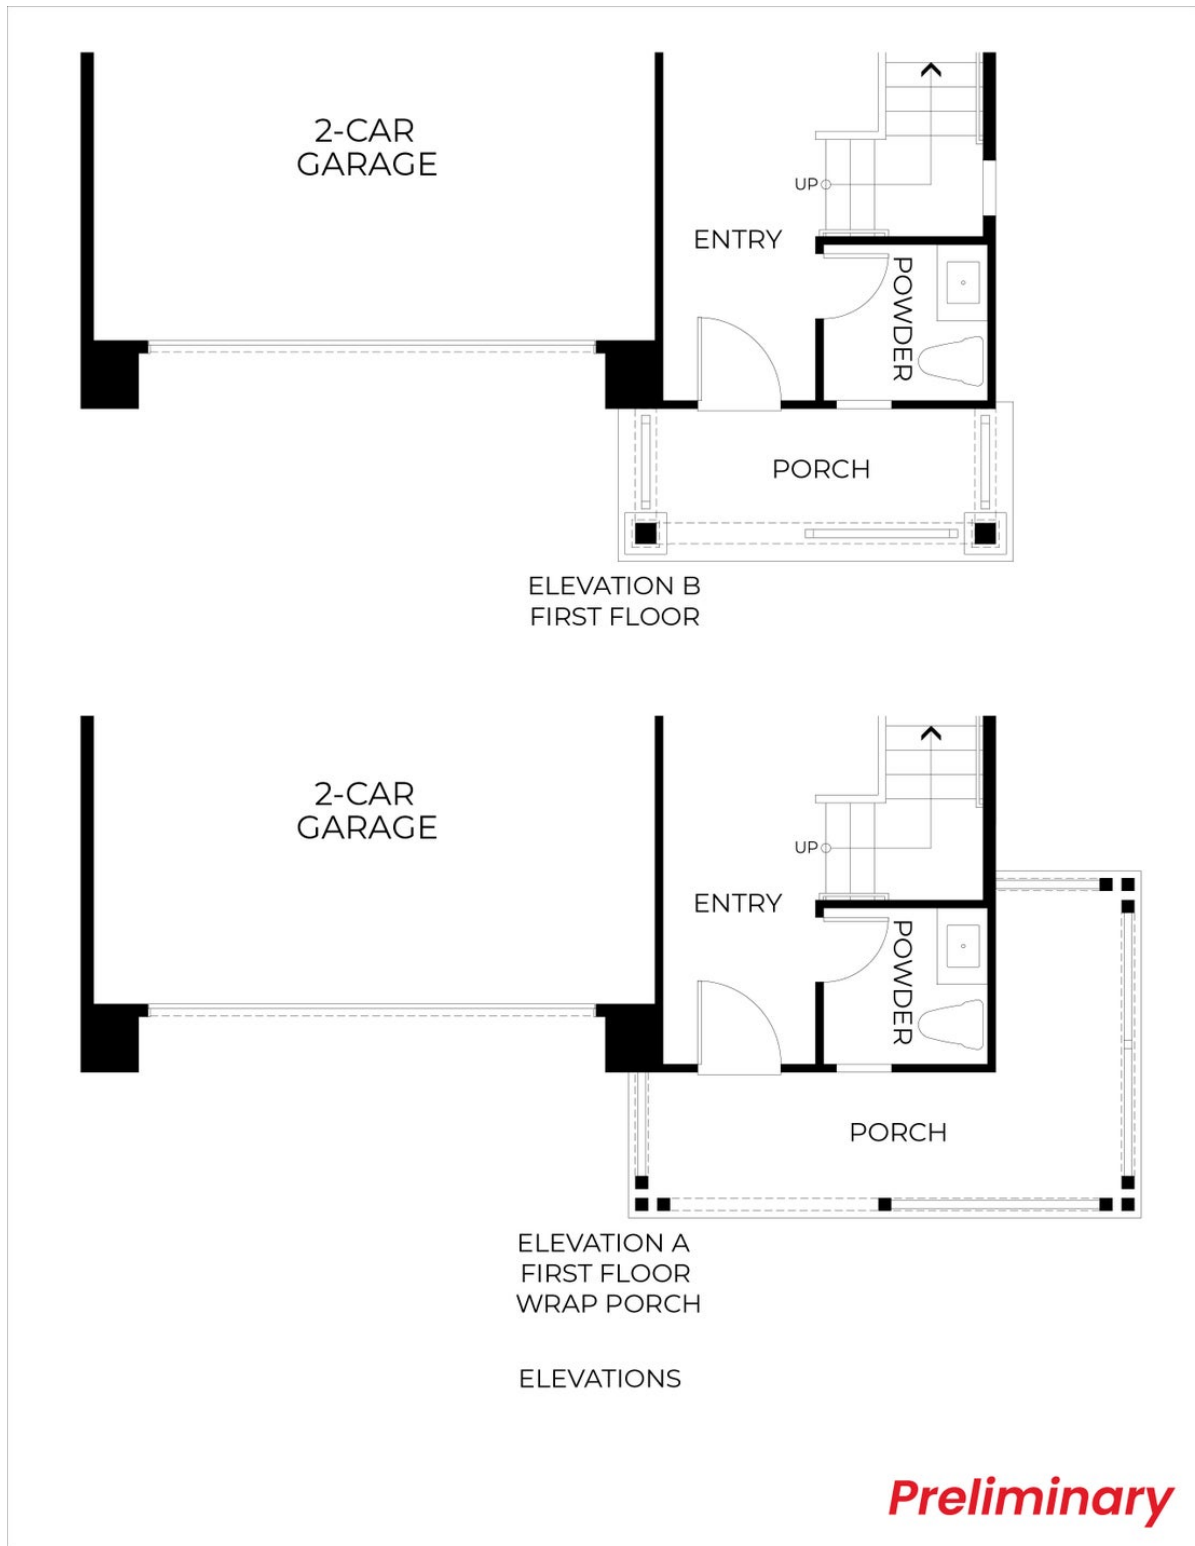 2-CAR
GARAGE
UP
ENTRY
POWDER
PORCH
ELEVATION B
FIRST FLOOR
2-CAR
GARAGE
UP
ENTRY
POWDER
PORCH
ELEVATION A
FIRST FLOOR
WRAP PORCH
ELEVATIONS
Preliminary